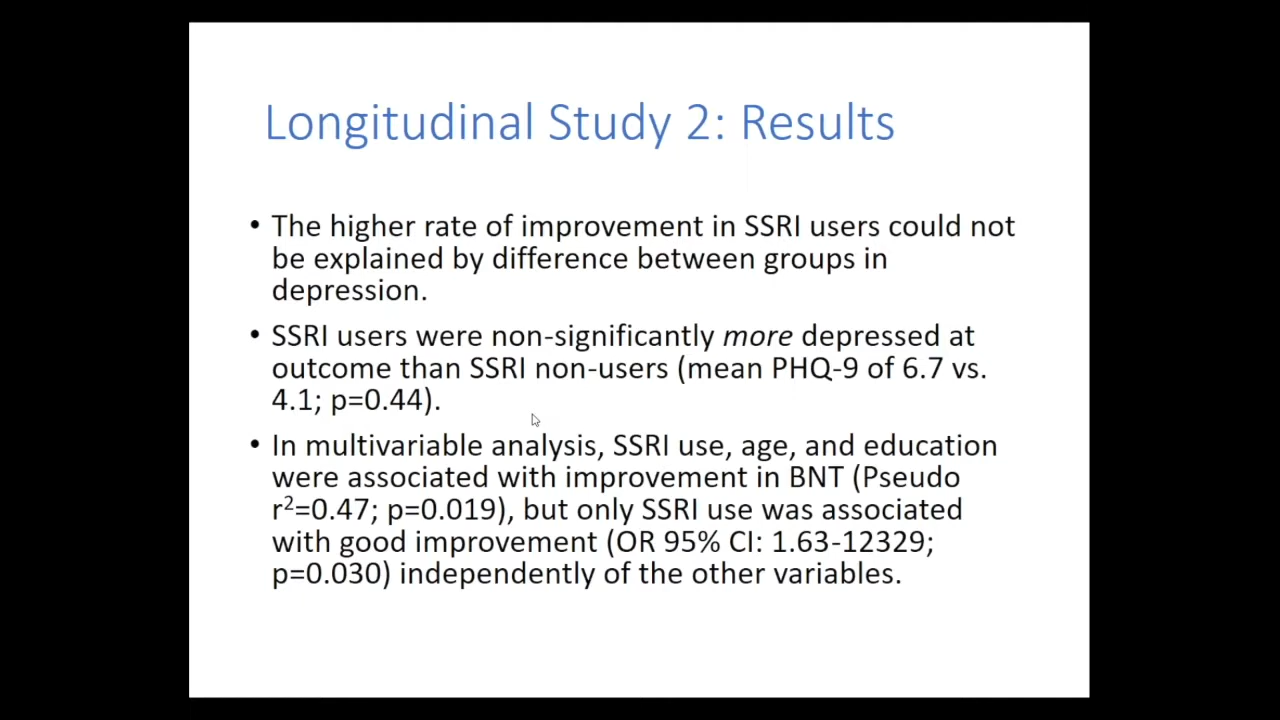 Longitudinal Study 2: Results
• The higher rate of improvement in SSRI users could not
be explained by difference between groups in
depression.
• SSRI users were non-significantly more depressed at
outcome than SSRI non-users (mean PHQ-9 of 6.7 vs.
4.1; p=0.44).
• In multivariable analysis, SSRI use, age, and education
were associated with improvement in BNT (Pseudo
r²=0.47; p=0.019), but only SSRI use was associated
with good improvement (OR 95% CI: 1.63-12329;
p=0.030) independently of the other variables.